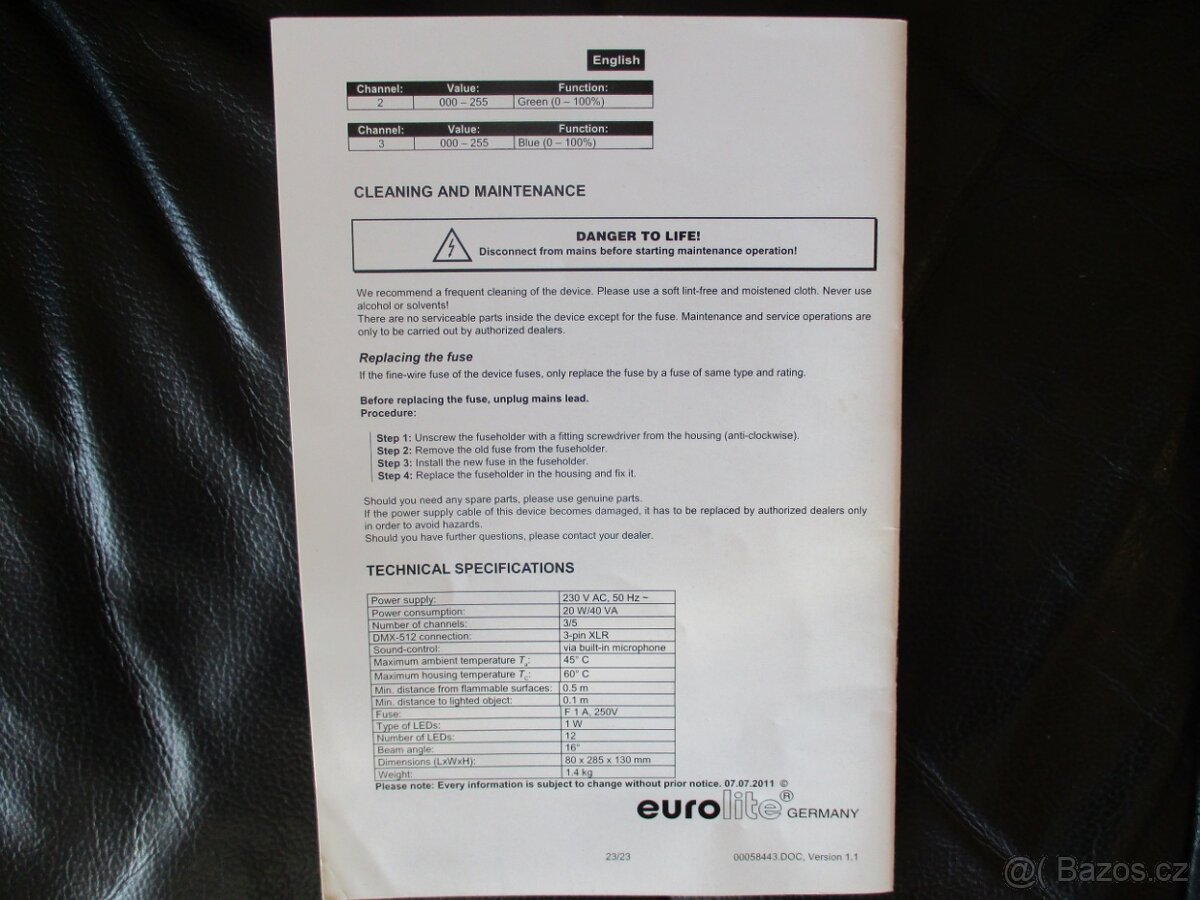 English
Channel: Value: Function:
2 000 – 255 Green (0 – 100%)
Channel: Value: Function:
3 000 – 255 Blue (0 – 100%)
CLEANING AND MAINTENANCE
DANGER TO LIFE!
Disconnect from mains before starting maintenance operation!
We recommend a frequent cleaning of the device. Please use a soft lint-free and moistened cloth. Never use
alcohol or solvents!
There are no serviceable parts inside the device except for the fuse. Maintenance and service operations are
only to be carried out by authorized dealers.
Replacing the fuse
If the fine-wire fuse of the device fuses, only replace the fuse by a fuse of same type and rating.
Before replacing the fuse, unplug mains lead.
Procedure:
Step 1: Unscrew the fuseholder with a fitting screwdriver from the housing (anti-clockwise).
Step 2: Remove the old fuse from the fuseholder.
Step 3: Install the new fuse in the fuseholder.
Step 4: Replace the fuseholder in the housing and fix it.
Should you need any spare parts, please use genuine parts.
If the power supply cable of this device becomes damaged, it has to be replaced by authorized dealers only
in order to avoid hazards.
Should you have further questions, please contact your dealer.
TECHNICAL SPECIFICATIONS
Power supply: 230 V AC, 50 Hz ~
Power consumption: 20 W/40 VA
Number of channels: 3/5
DMX-512 connection: 3-pin XLR
Sound-control: via built-in microphone
Maximum ambient temperature Ta: 45° C
Maximum housing temperature TC: 60° C
Min. distance from flammable surfaces: 0.5 m
Min. distance to lighted object: 0.1 m
Fuse: F 1 A, 250V
Type of LEDs: 1 W
Number of LEDs: 12
Beam angle: 16°
Dimensions (LxWxH): 80 x 285 x 130 mm
Weight: 1.4 kg
Please note: Every information is subject to change without prior notice. 07.07.2011 ©
eurolite® GERMANY
23/23
00058443.DOC, Version 1.1
@( Bazos.cz